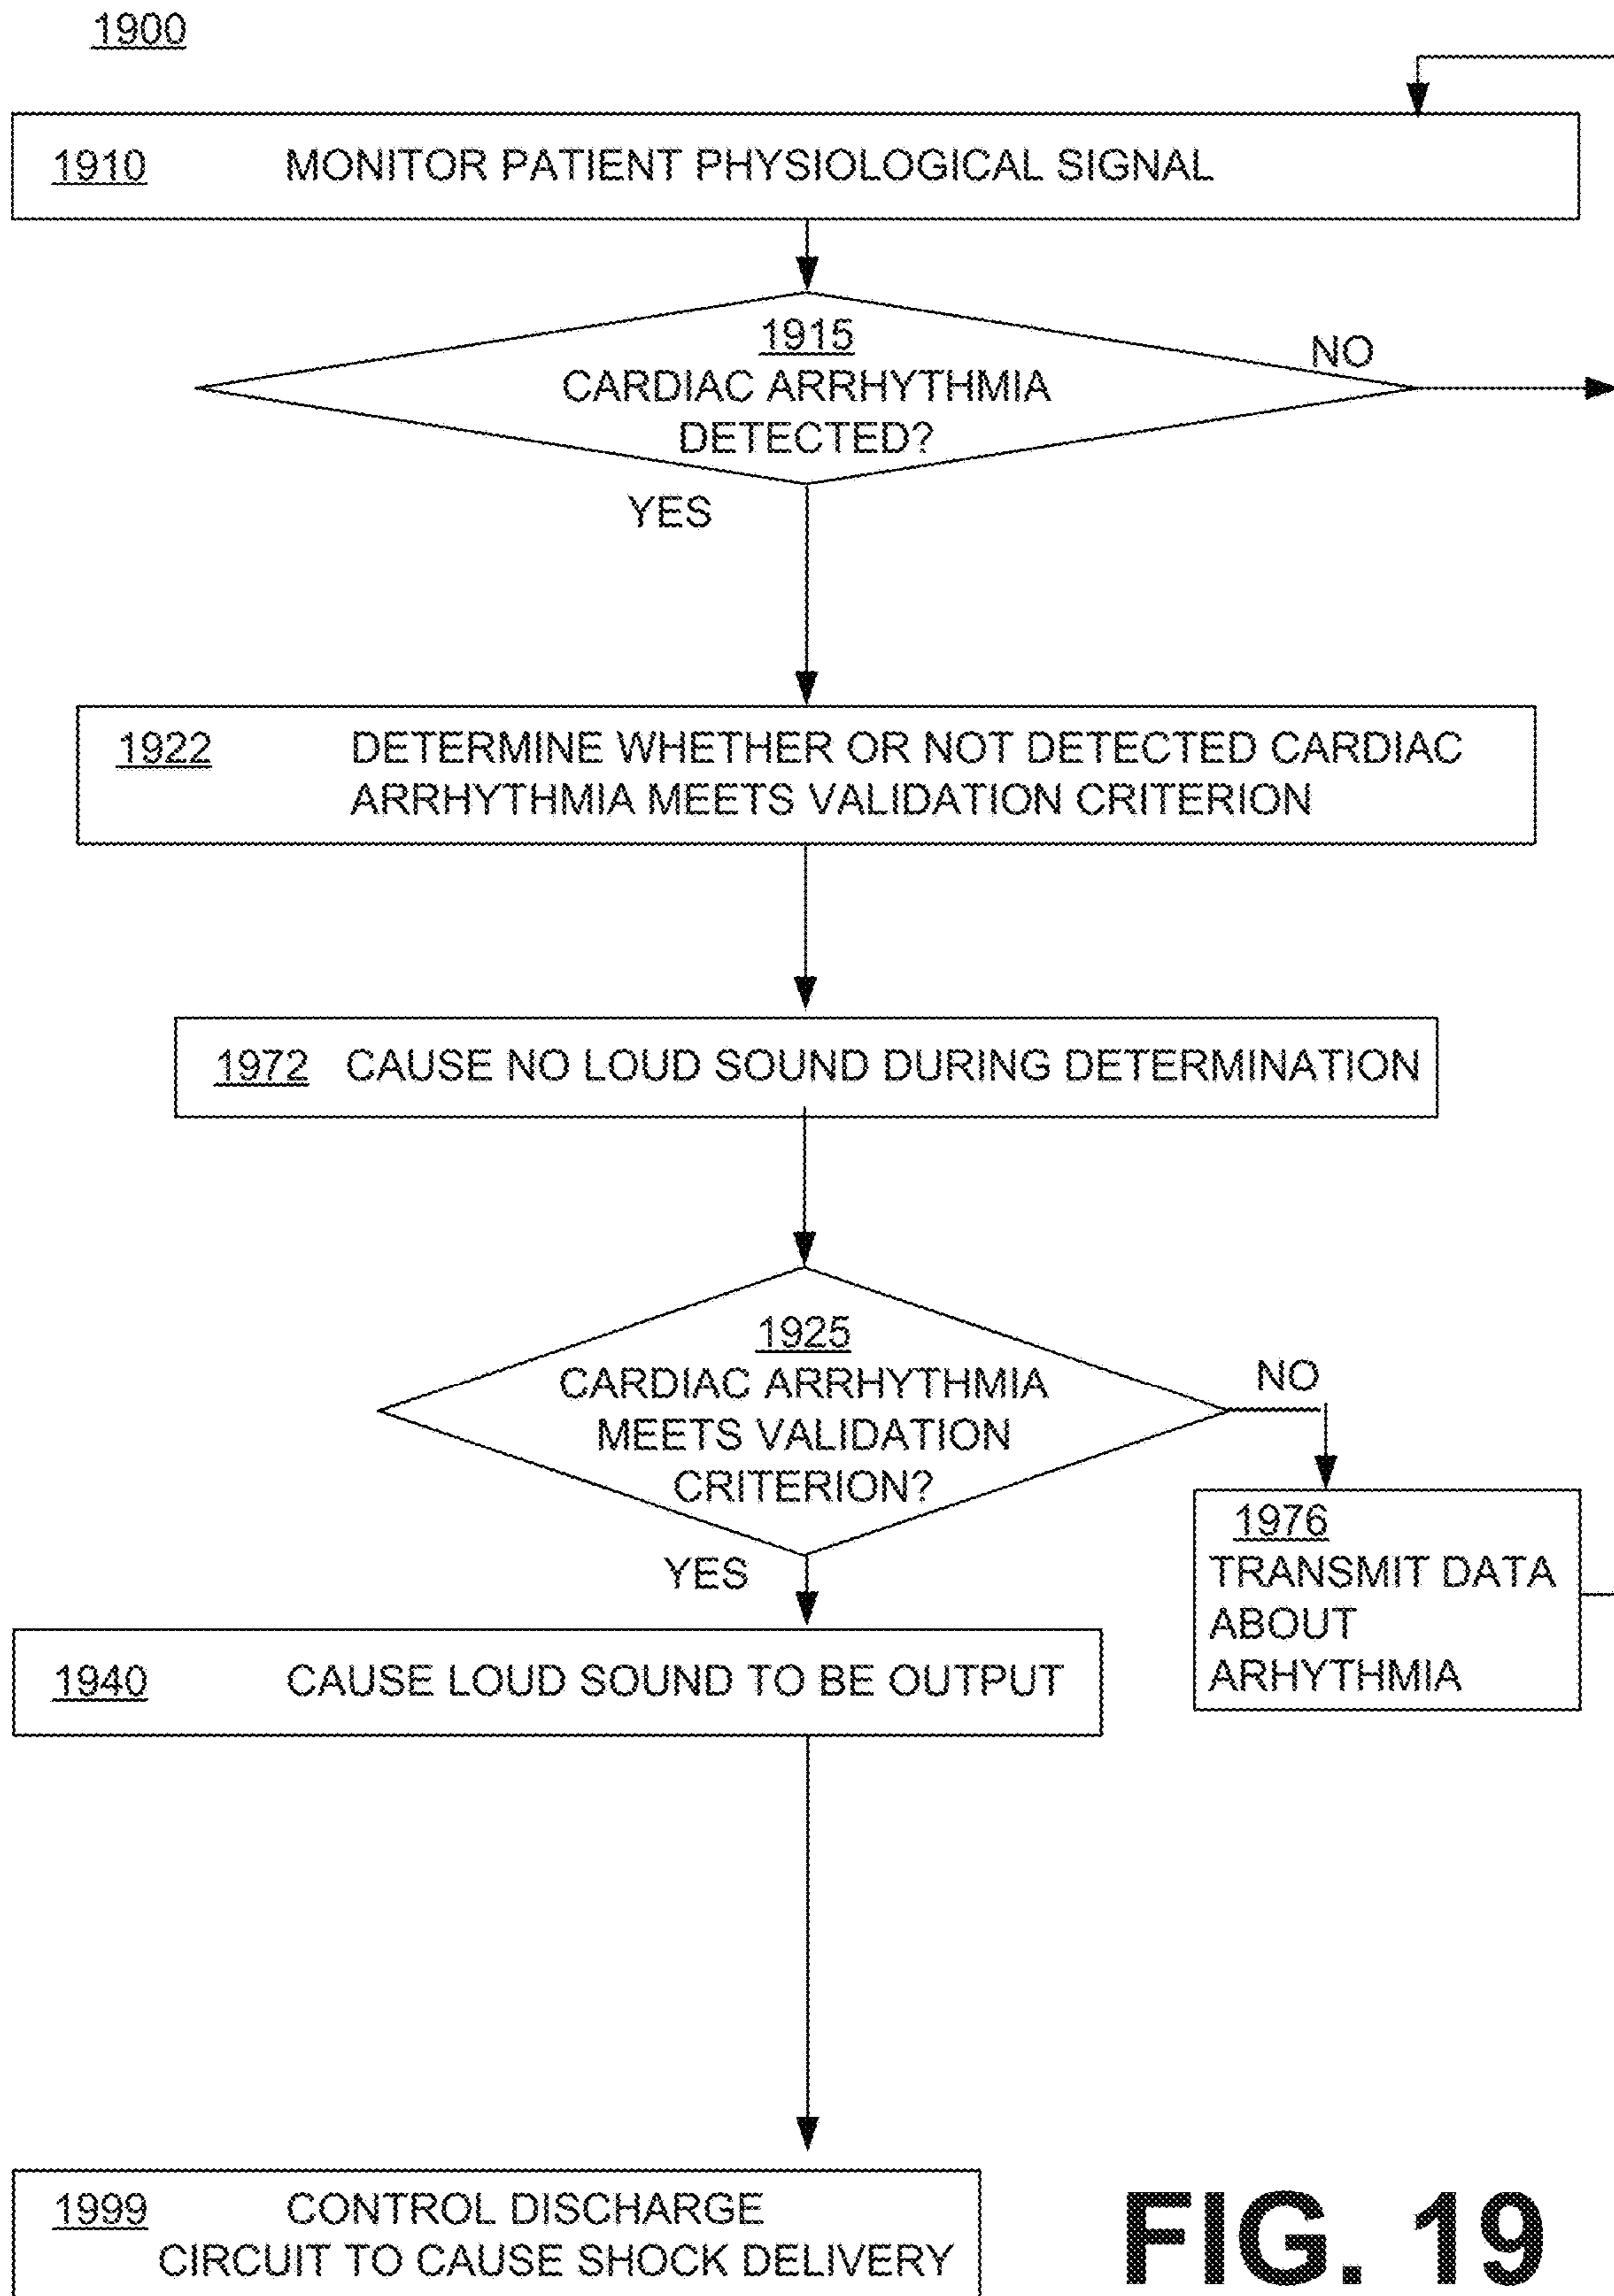 1900
1910 MONITOR PATIENT PHYSIOLOGICAL SIGNAL
1915
CARDIAC ARRHYTHMIA
DETECTED?
NO
YES
1922 DETERMINE WHETHER OR NOT DETECTED CARDIAC
ARRHYTHMIA MEETS VALIDATION CRITERION
1972 CAUSE NO LOUD SOUND DURING DETERMINATION
1925
CARDIAC ARRHYTHMIA
MEETS VALIDATION
CRITERION?
NO
YES
1976
TRANSMIT DATA
ABOUT
ARHYTHMIA
1940 CAUSE LOUD SOUND TO BE OUTPUT
1999 CONTROL DISCHARGE
CIRCUIT TO CAUSE SHOCK DELIVERY
FIG. 19